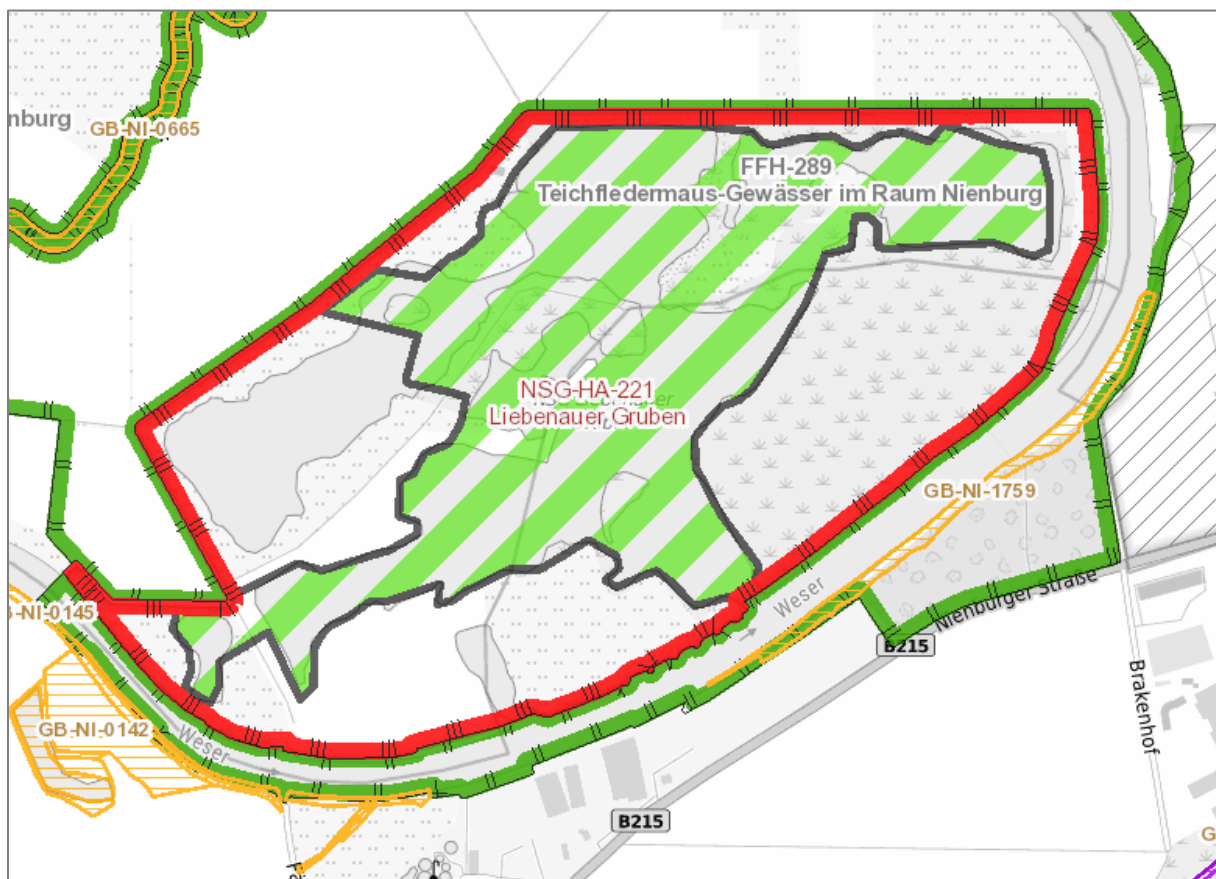 nburg
GB-NI-0665
FFH-289
Teichfledermaus-Gewässer im Raum Nienburg
NSG-HA-221
Liebenauer Gruben
GB-NI-1759
B-NI-0145
Weser
Nienburger Straße
B215
GB-NI-0142
Weser
Brakenhof
B215
G